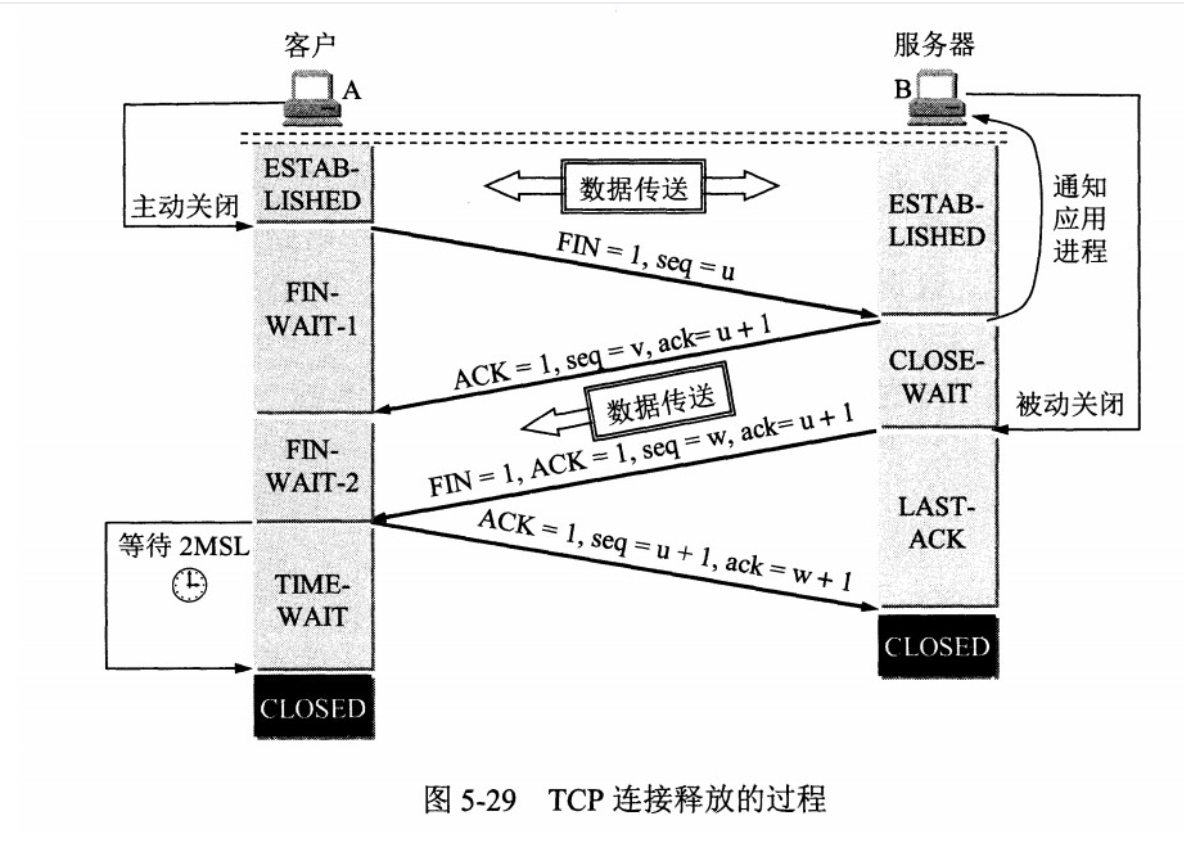 客户
服务器
A
B
ESTAB-
LISHED
数据传送
主动关闭
ESTAB-
LISHED
通知
应用
进程
FIN = 1, seq = u
FIN-
WAIT-1
ACK = 1, seq = v, ack= u + 1
CLOSE-
WAIT
数据传送
被动关闭
FIN-
WAIT-2
FIN = 1, ACK = 1, seq = w, ack= u + 1
LAST-
ACK
ACK = 1, seq = u + 1, ack = w + 1
等待 2MSL
TIME-
WAIT
CLOSED
CLOSED
图 5-29 TCP 连接释放的过程